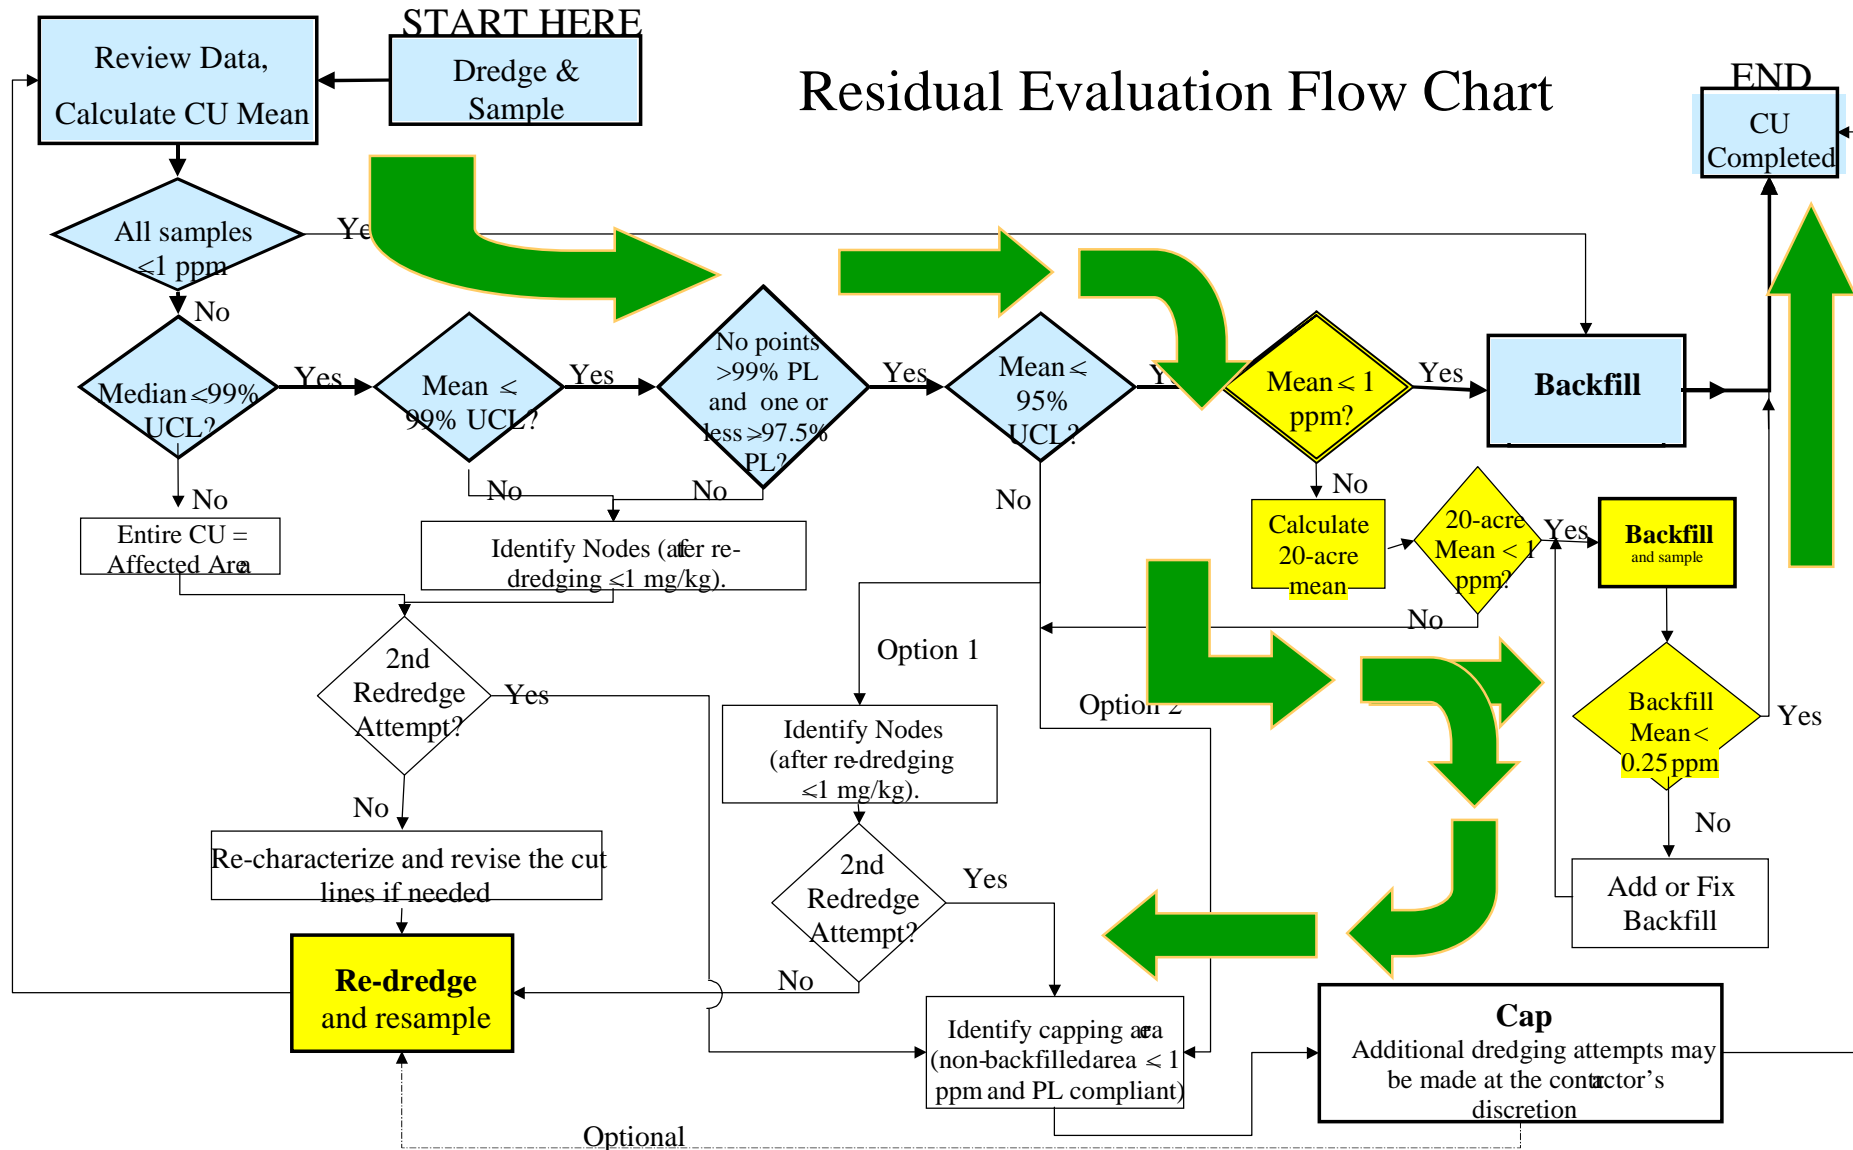 START HERE
Review Data,
Calculate CU Mean
Dredge &
Sample
Residual Evaluation Flow Chart
END
CU
Completed
All samples
≤1 ppm
Ye
No
Median ≤99%
UCL?
Yes
Mean ≤
99% UCL?
Yes
No points
>99% PL
and one or
less ≥97.5%
PL?
Yes
Mean ≤
95%
UCL?
Mean ≤ 1
ppm?
Yes
Backfill
No
Entire CU =
Affected Area
No
No
Identify Nodes (after re-
dredging ≤1 mg/kg).
No
No
Calculate
20-acre
mean
20-acre
Mean < 1
ppm?
Yes
Backfill
and sample
No
2nd
Redredge
Attempt?
Yes
Option 1
Option 2
Identify Nodes
(after re-dredging
≤1 mg/kg).
Backfill
Mean <
0.25 ppm
Yes
No
No
Re-characterize and revise the cut
lines if needed
2nd
Redredge
Attempt?
Yes
Add or Fix
Backfill
Re-dredge
and resample
No
Identify capping area
(non-backfilled area ≤ 1
ppm and PL compliant)
Cap
Additional dredging attempts may
be made at the contractor's
discretion
Optional